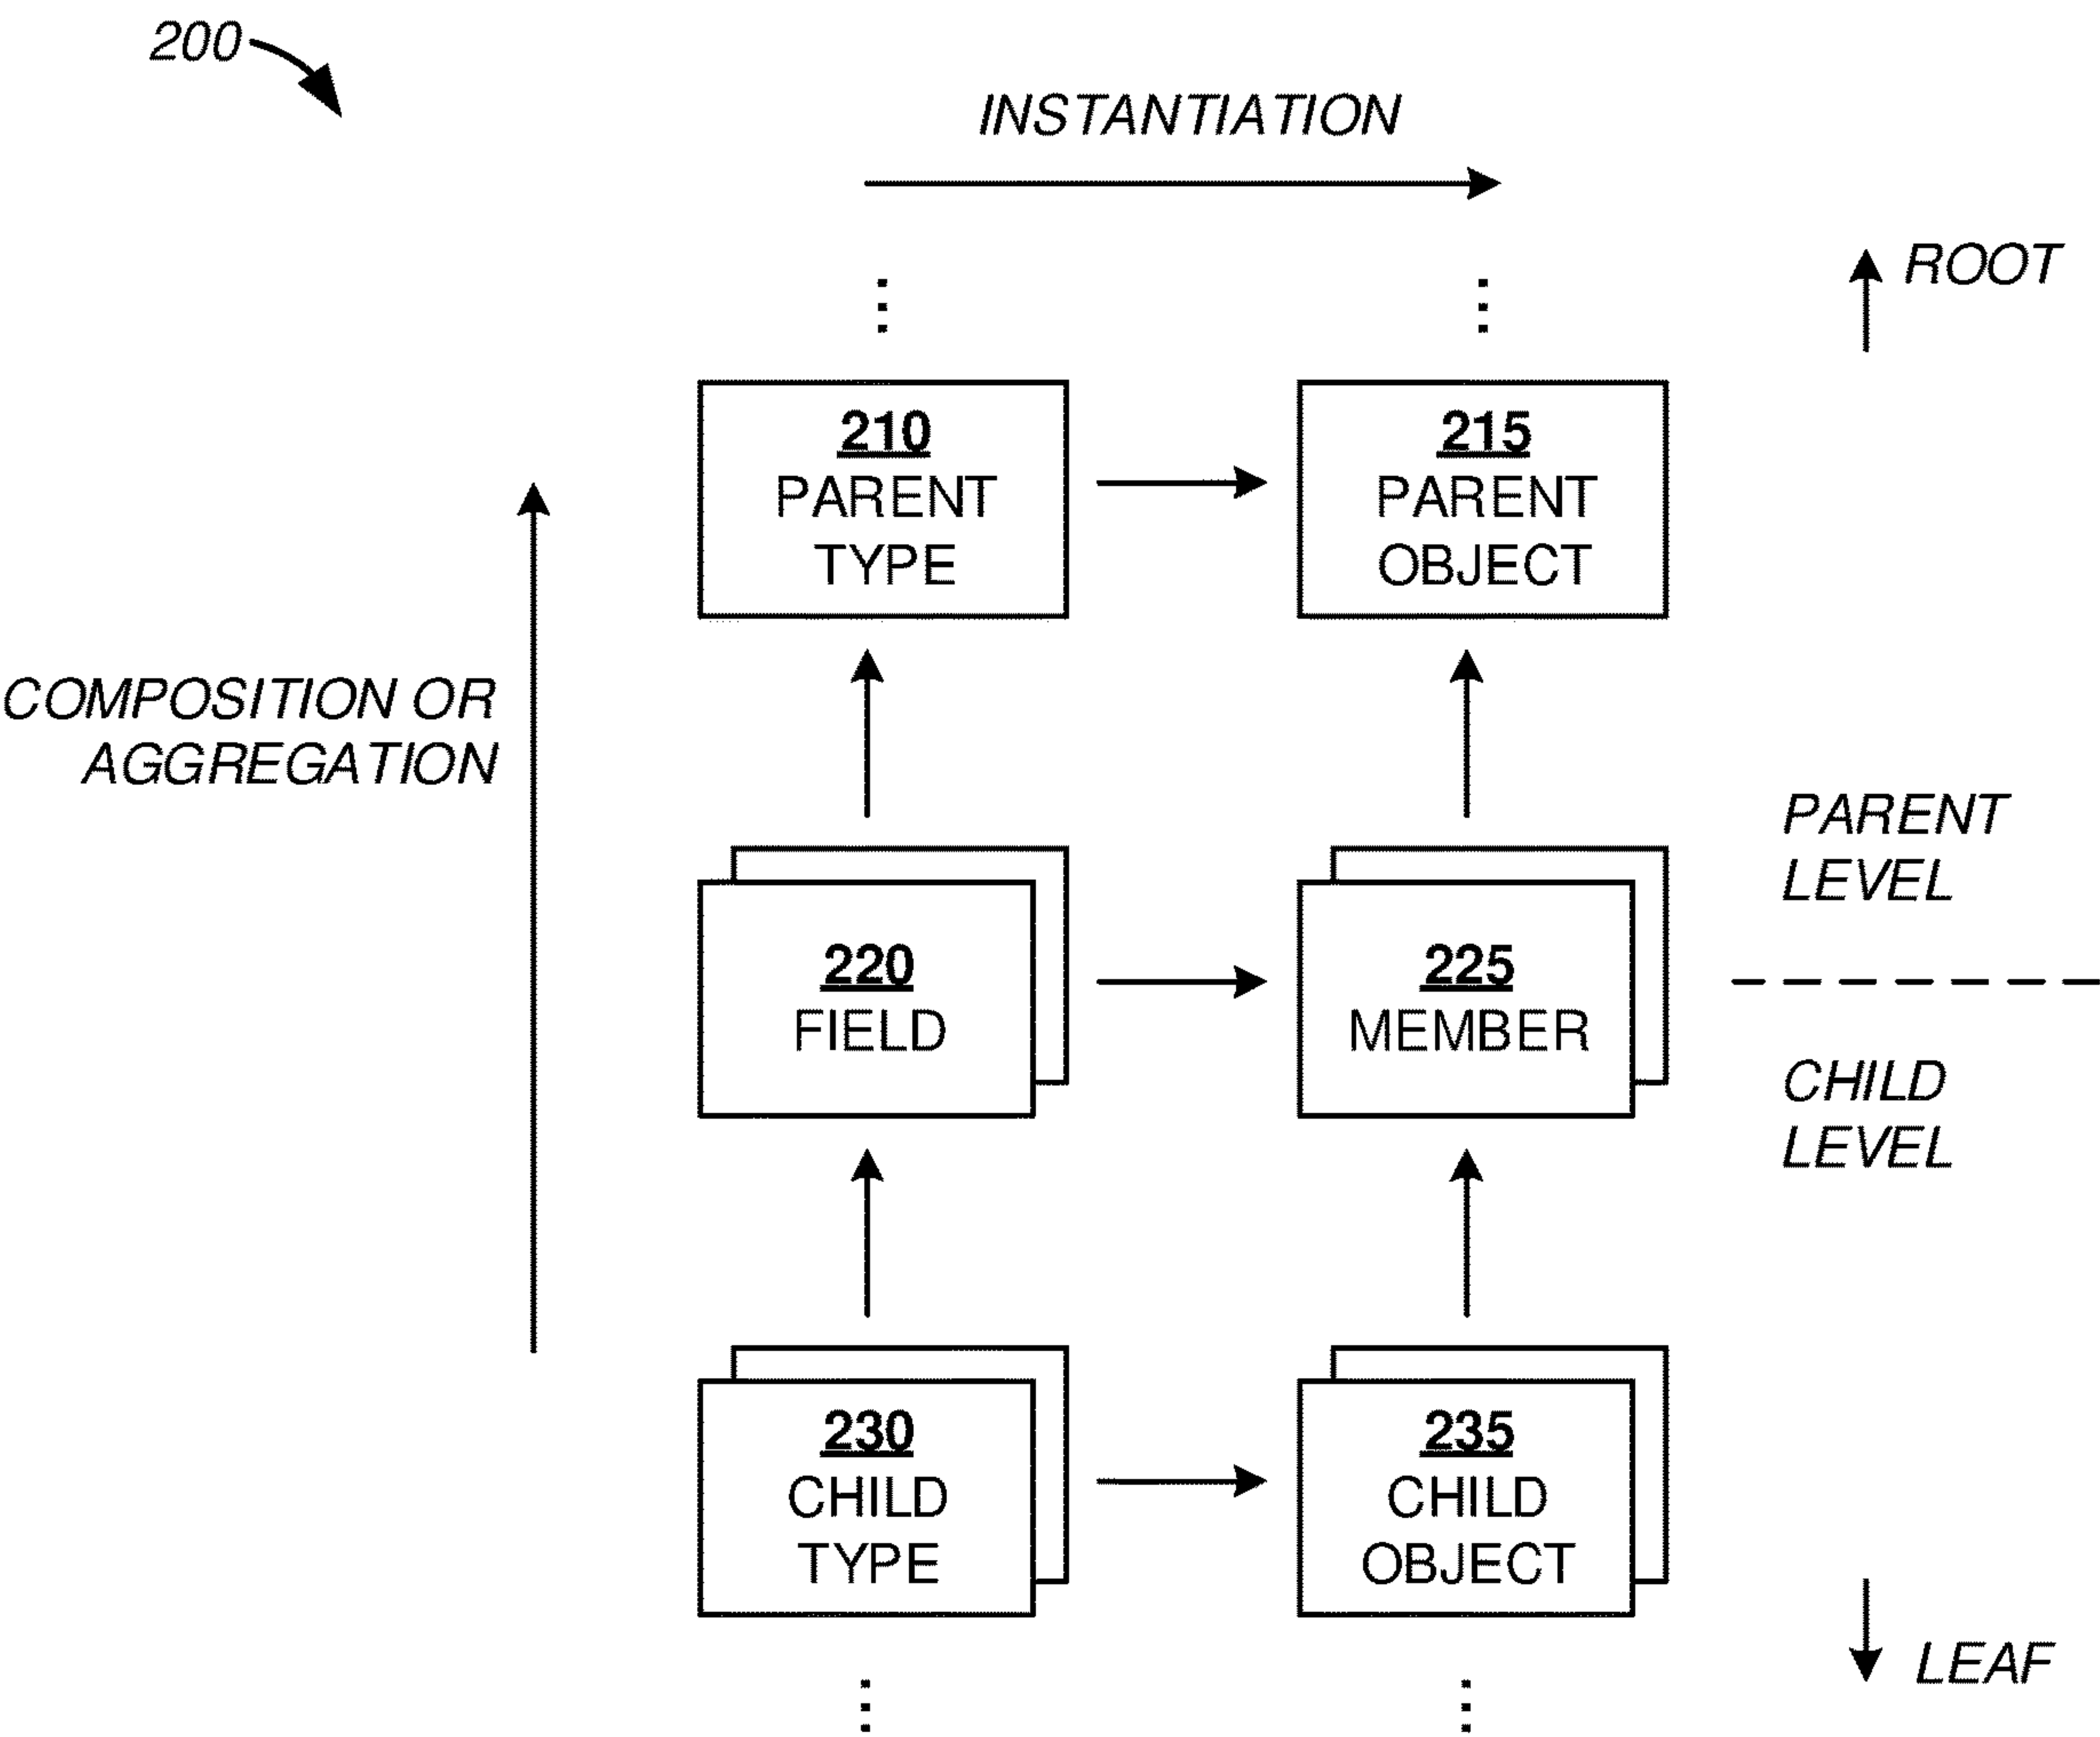 200
INSTANTIATION
ROOT
210
PARENT
TYPE
215
PARENT
OBJECT
COMPOSITION OR
AGGREGATION
PARENT
LEVEL
220
FIELD
225
MEMBER
CHILD
LEVEL
230
CHILD
TYPE
235
CHILD
OBJECT
LEAF